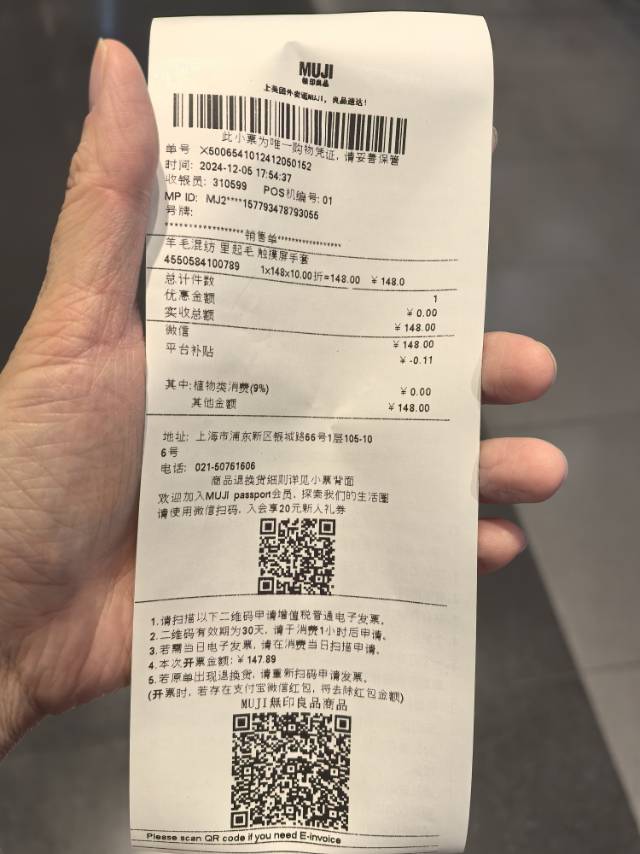 MUJI
無印良品
上美团外卖逛MUJI，良品速达！
此小票为唯一购物凭证，请妥善保管
单号 X5006541012412050152
时间: 2024-12-05 17:54:37
收银员: 310599 POS机编号: 01
MP ID: MJ2****157793478793055
号牌:
******************销售单******************
羊毛混纺 里起毛 触摸屏手套
4550584100789 1x148x10.00折=148.00 ￥148.0
总计件数 1
优惠金额 ￥0.00
实收总额 ￥148.00
微信 ￥148.00
平台补贴 ￥-0.11
其中: 植物类消费(9%) ￥0.00
其他金额 ￥148.00
地址: 上海市浦东新区银城路66号1层105-10
6号
电话: 021-50761606
商品退换货细则详见小票背面
欢迎加入MUJI passport会员，探索我们的生活圈
请使用微信扫码，入会享20元新人礼券
1.请扫描以下二维码申请增值税普通电子发票。
2.二维码有效期为30天，请于消费1小时后申请。
3.若需当日电子发票，请在消费当日扫描申请。
4.本次开票金额: ￥147.89
5.若原单出现退换货，请重新扫码申请发票。
(开票时，若存在支付宝微信红包，将去除红包金额)
MUJI無印良品商品
Please scan QR code if you need E-invoice